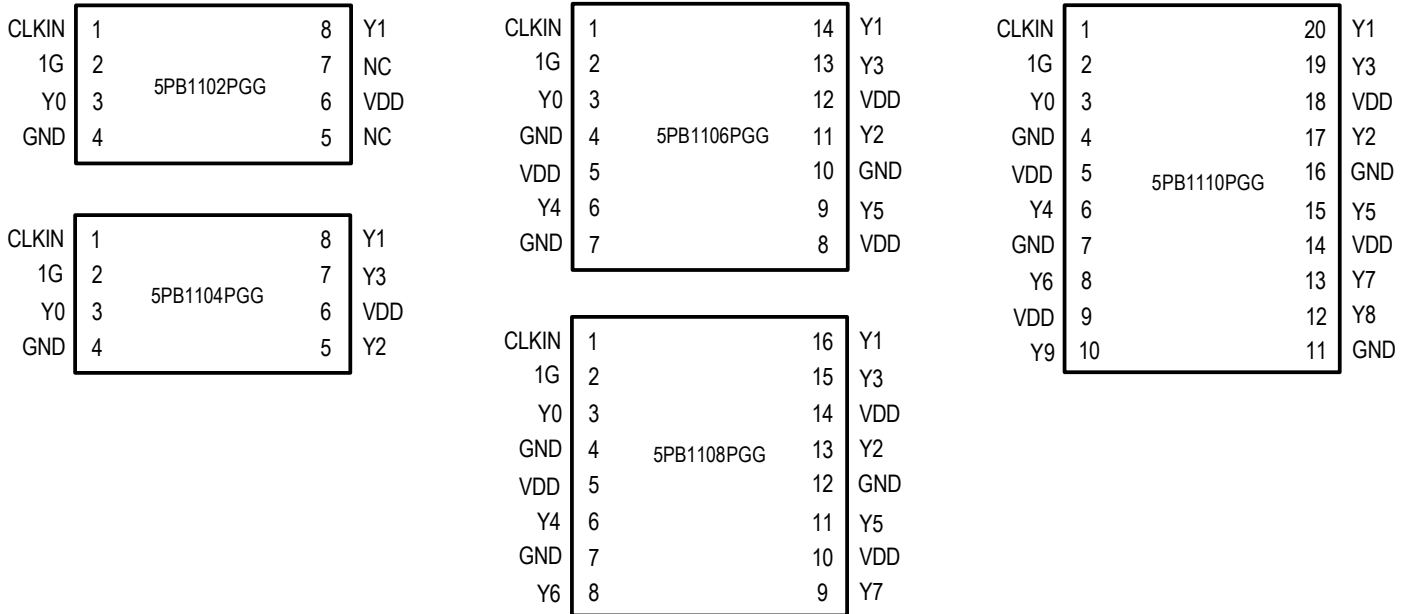 CLKIN 1 8 Y1
1G 2 7 NC
5PB1102PGG
Y0 3 6 VDD
GND 4 5 NC
CLKIN 1 8 Y1
1G 2 7 Y3
5PB1104PGG
Y0 3 6 VDD
GND 4 5 Y2
CLKIN 1 14 Y1
1G 2 13 Y3
Y0 3 12 VDD
GND 4 5PB1106PGG 11 Y2
VDD 5 10 GND
Y4 6 9 Y5
GND 7 8 VDD
CLKIN 1 16 Y1
1G 2 15 Y3
Y0 3 14 VDD
GND 4 5PB1108PGG 13 Y2
VDD 5 12 GND
Y4 6 11 Y5
GND 7 10 VDD
Y6 8 9 Y7
CLKIN 1 20 Y1
1G 2 19 Y3
Y0 3 18 VDD
GND 4 17 Y2
VDD 5 16 GND
5PB1110PGG
Y4 6 15 Y5
GND 7 14 VDD
Y6 8 13 Y7
VDD 9 12 Y8
Y9 10 11 GND